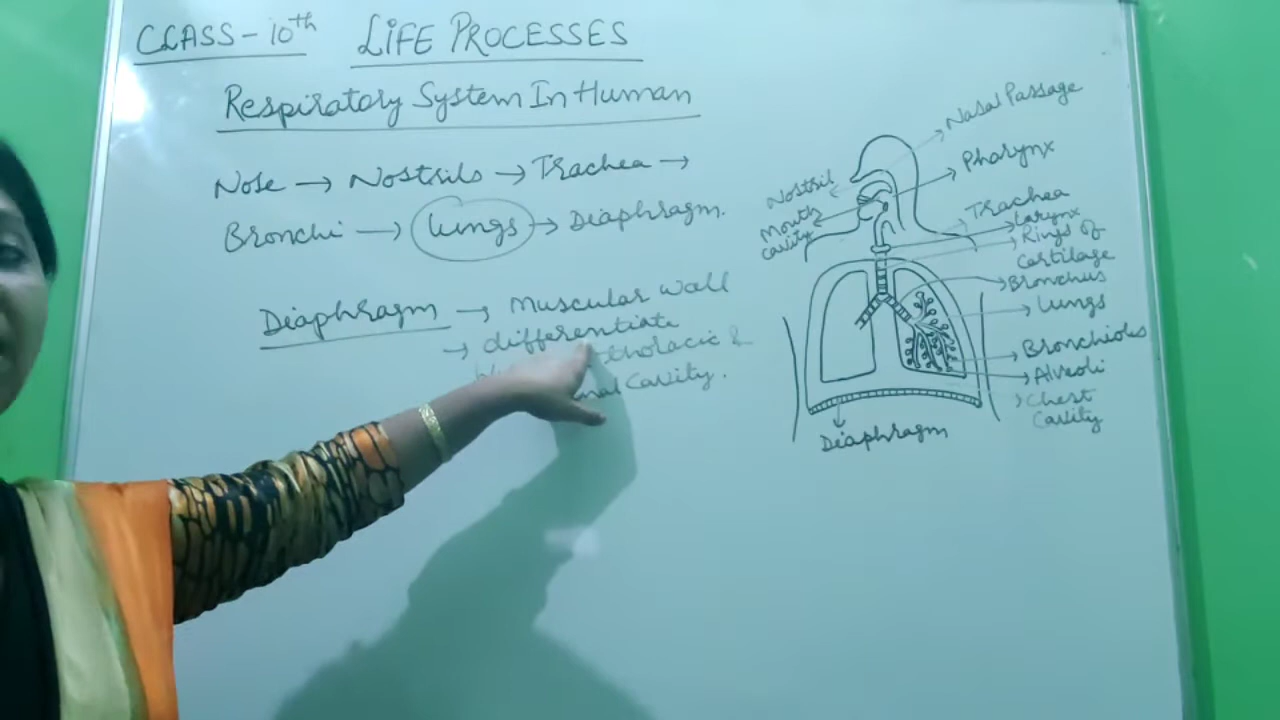 CLASS - 10th LIFE PROCESSES
Respiratory System In Human
Nose → Nostrils → Trachea →
Bronchi → lungs → Diaphragm.
Diaphragm → Muscular wall
→ differentiate
thoracic &
Cavity.
Nasal Passage
Pharynx
Nostril
Mouth
cavity
Trachea
Larynx
Rings of
Cartilage
Bronchus
Lungs
Bronchioles
Alveoli
Chest
Cavity
Diaphragm